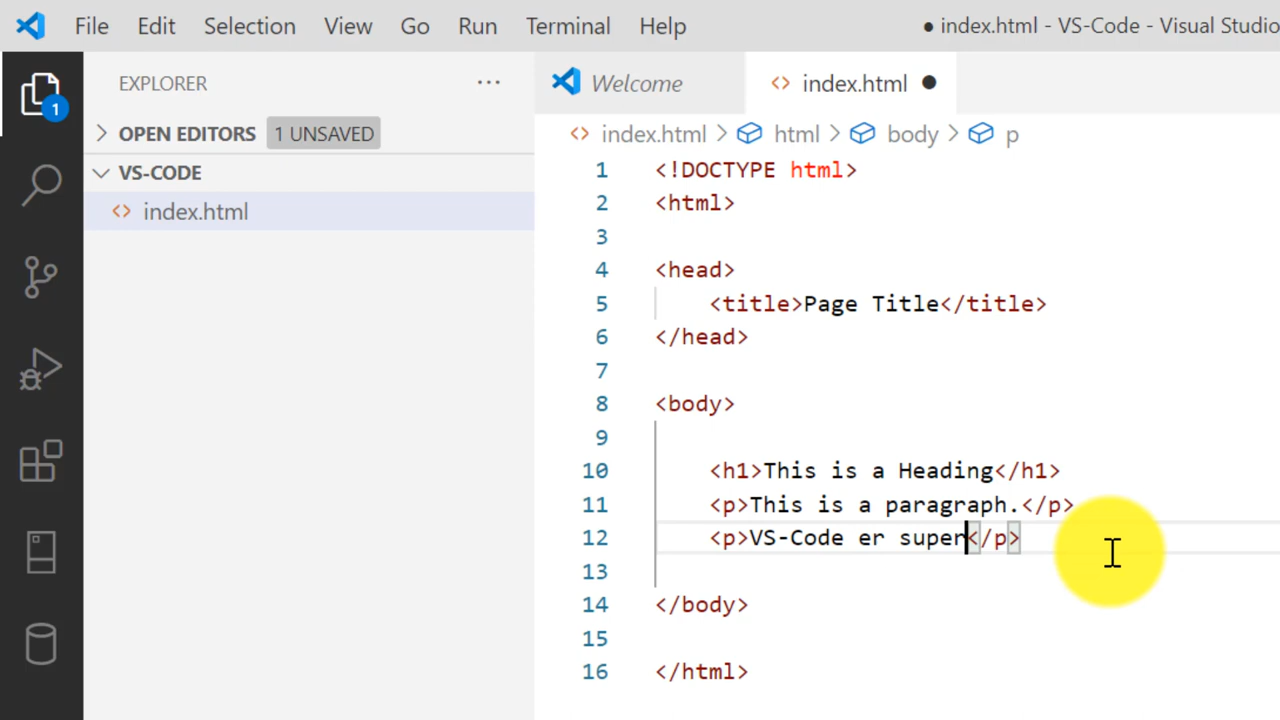 File Edit Selection View Go Run Terminal Help ● index.html - VS-Code - Visual Studio
EXPLORER ...
Welcome
index.html ●
1
OPEN EDITORS 1 UNSAVED
index.html > html > body > p
VS-CODE
index.html
1 <!DOCTYPE html>
2 <html>
3
4 <head>
5 <title>Page Title</title>
6 </head>
7
8 <body>
9
10 <h1>This is a Heading</h1>
11 <p>This is a paragraph.</p>
12 <p>VS-Code er super</p>
13
14 </body>
15
16 </html>